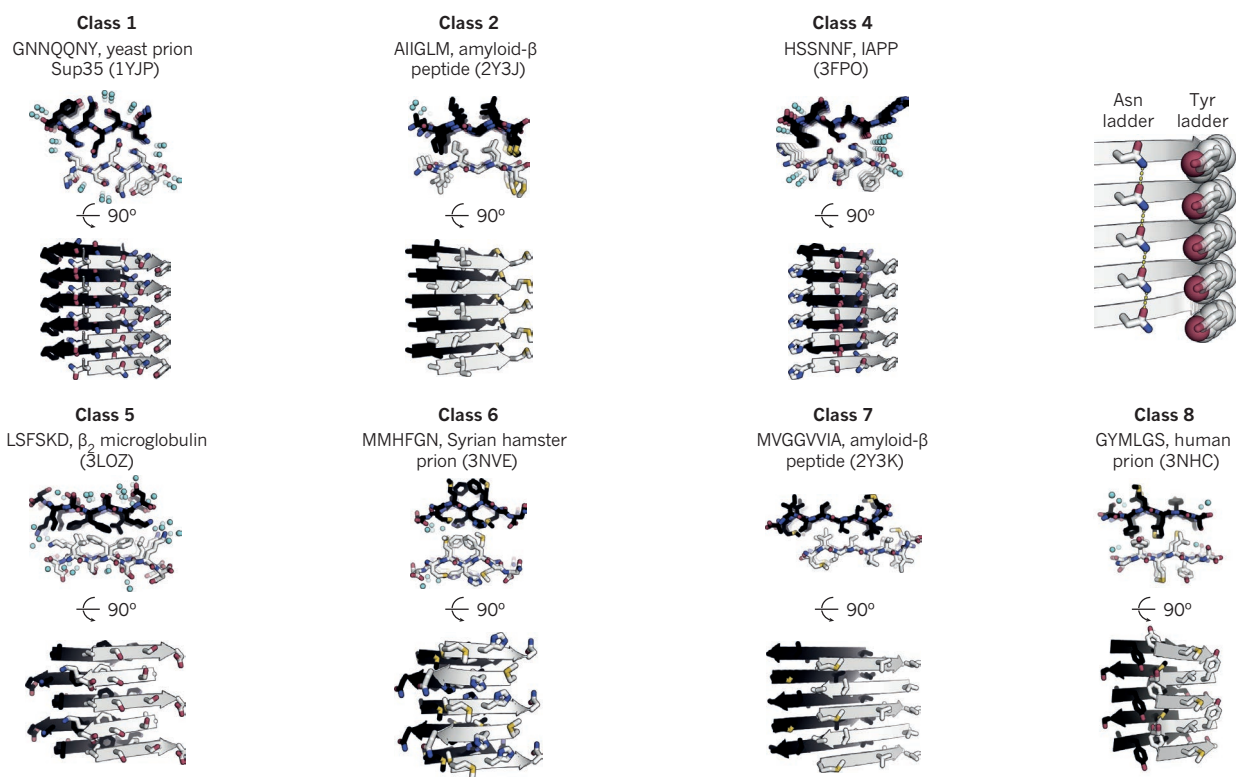 Class 1
GNNQQNY, yeast prion
Sup35 (1YJP)
90º
Class 2
AIIGLM, amyloid-β
peptide (2Y3J)
90º
Class 4
HSSNNF, IAPP
(3FPO)
90º
Asn
ladder
Tyr
ladder
Class 5
LSFSKD, β₂ microglobulin
(3LOZ)
90º
Class 6
MMHFGN, Syrian hamster
prion (3NVE)
90º
Class 7
MVGGVVIA, amyloid-β
peptide (2Y3K)
90º
Class 8
GYMLGS, human
prion (3NHC)
90º